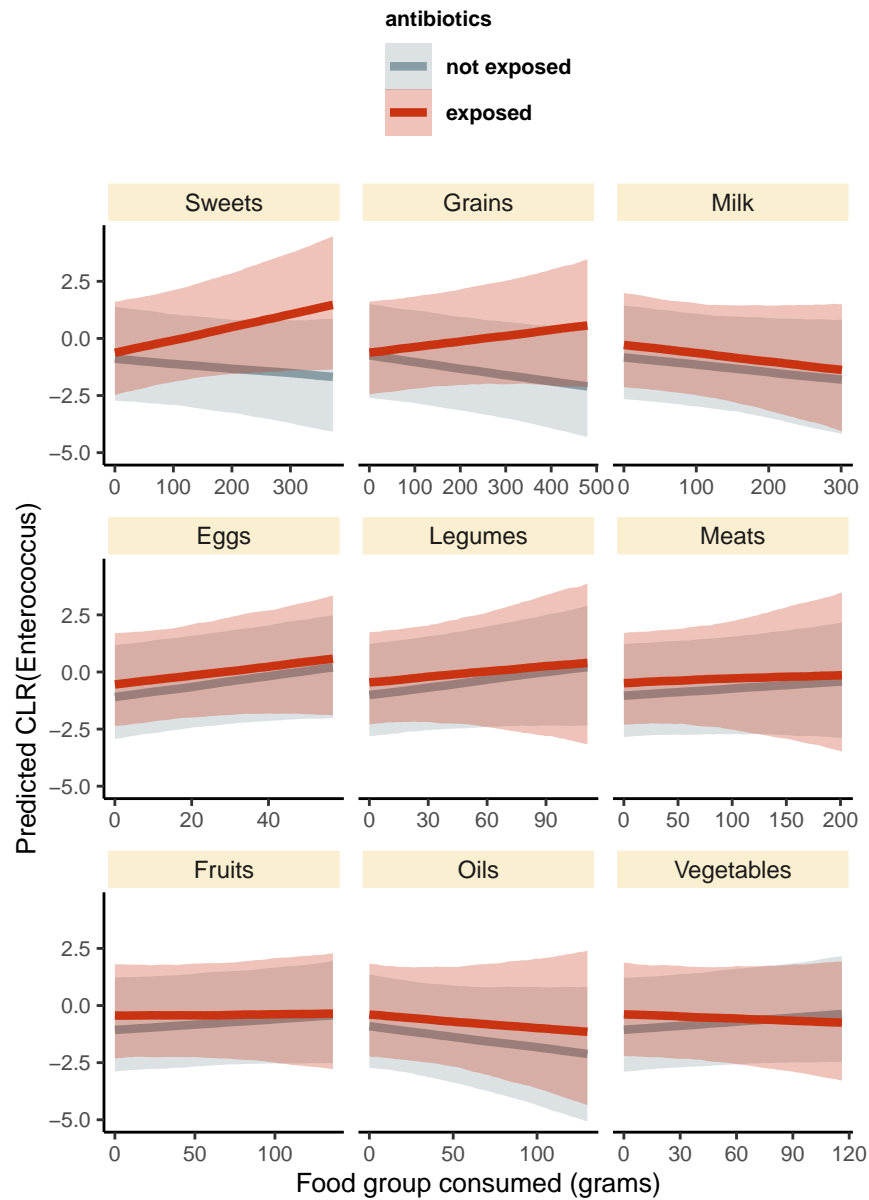 antibiotics
not exposed
exposed
Sweets Grains Milk
2.5
0.0
−2.5
−5.0
0 100 200 300 0 100 200 300 400 500 0 100 200 300
Eggs Legumes Meats
2.5
0.0
−2.5
−5.0
0 20 40 0 30 60 90 0 50 100 150 200
Fruits Oils Vegetables
2.5
0.0
−2.5
−5.0
0 50 100 0 50 100 0 30 60 90 120
Predicted CLR(Enterococcus)
Food group consumed (grams)